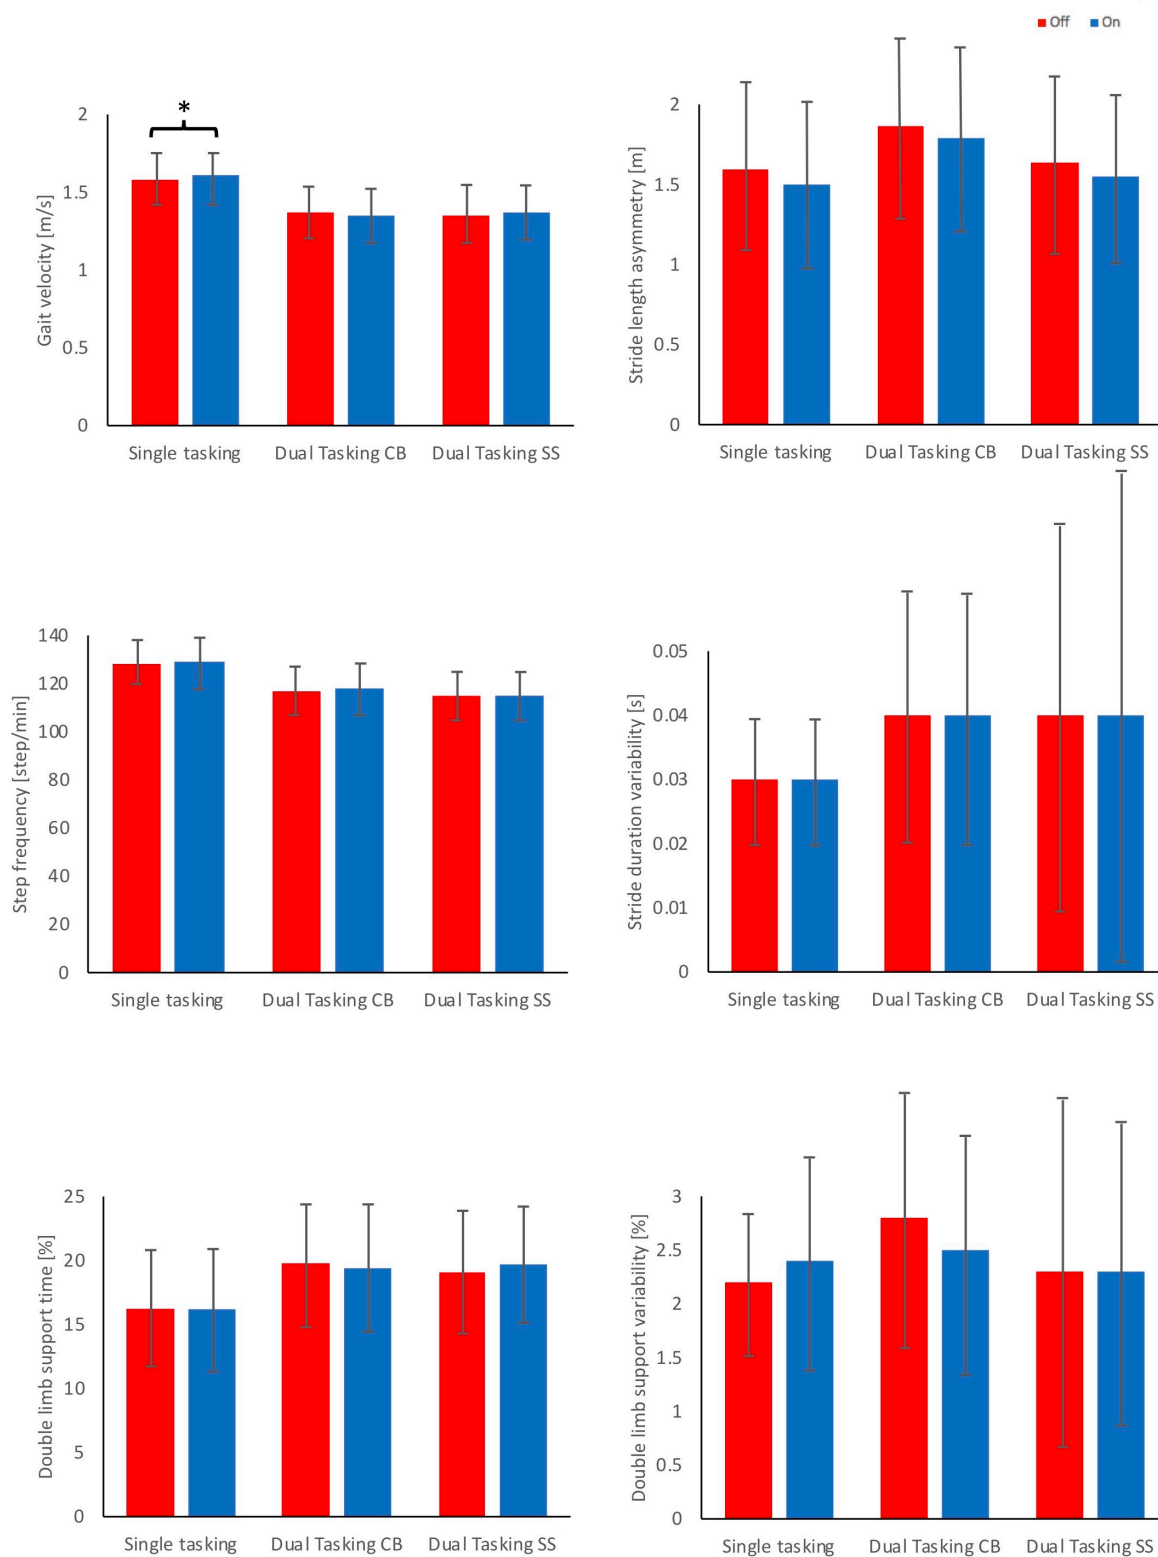 Off On
*
Gait velocity [m/s]
2
1.5
1
0.5
0
Single tasking Dual Tasking CB Dual Tasking SS
Stride length asymmetry [m]
2
1.5
1
0.5
0
Single tasking Dual Tasking CB Dual Tasking SS
Step frequency [step/min]
140
120
100
80
60
40
20
0
Single tasking Dual Tasking CB Dual Tasking SS
Stride duration variability [s]
0.05
0.04
0.03
0.02
0.01
0
Single tasking Dual Tasking CB Dual Tasking SS
Double limb support time [%]
25
20
15
10
5
0
Single tasking Dual Tasking CB Dual Tasking SS
Double limb support variability [%]
3
2.5
2
1.5
1
0.5
0
Single tasking Dual Tasking CB Dual Tasking SS